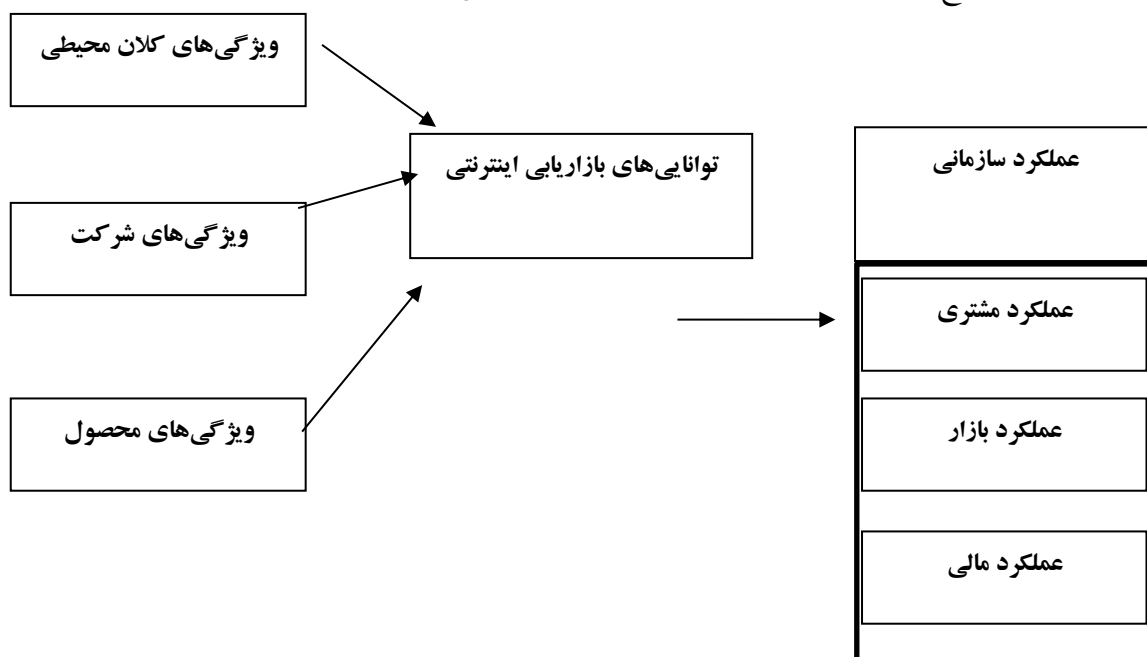 ویژگی‌های کلان محیطی
توانایی‌های بازاریابی اینترنتی
عملکرد سازمانی
ویژگی‌های شرکت
عملکرد مشتری
ویژگی‌های محصول
عملکرد بازار
عملکرد مالی